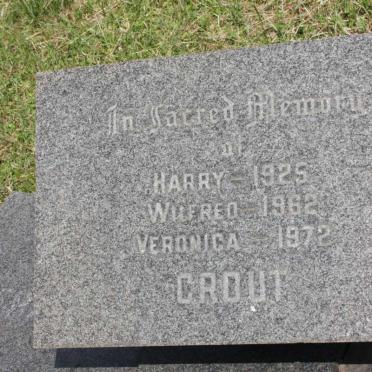 In Sacred Memory
of
HARRY - 1925
WILFRED - 1962
VERONICA - 1972
CROUT